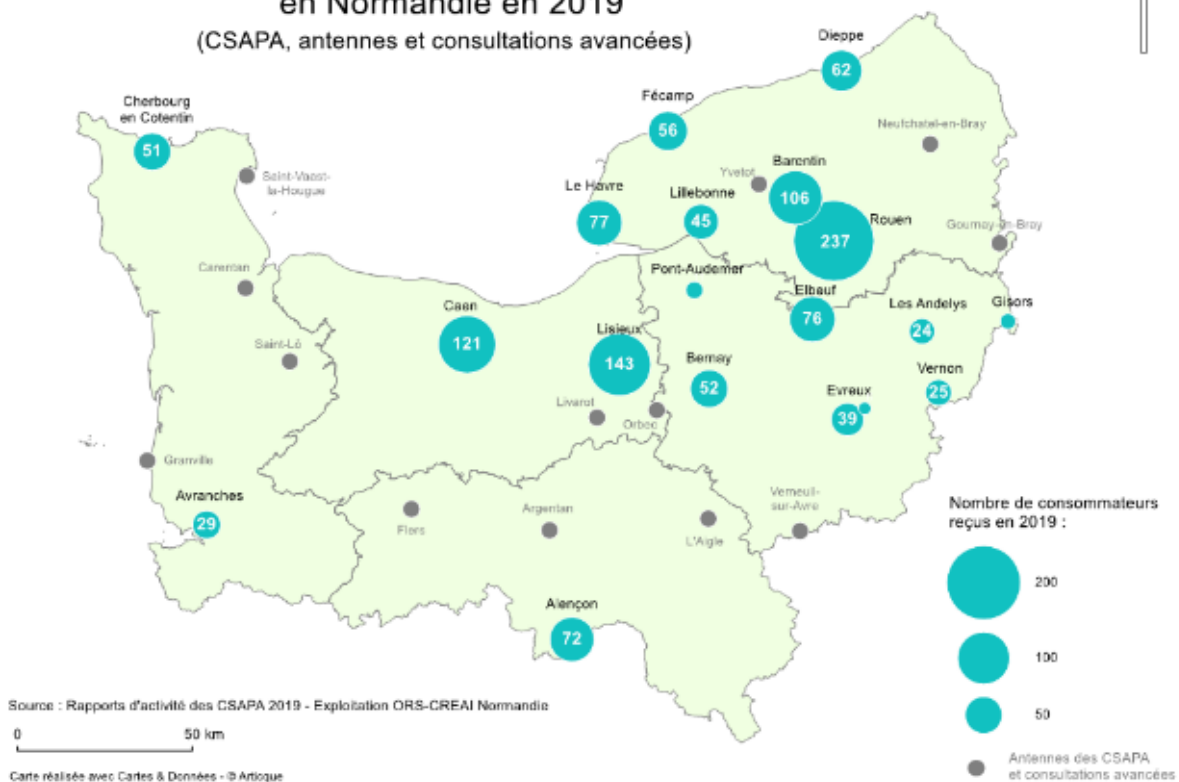 en Normandie en 2019
(CSAPA, antennes et consultations avancées)
Dieppe
62
Cherbourg
en Cotentin
51
Fécamp
56
Neufchatel-en-Bray
Saint-Vaast-
la-Hougue
Yvetot
Barentin
106
Le Havre
77
Lillebonne
45
Rouen
237
Gournay-en-Bray
Carentan
Pont-Audemer
Elbeuf
76
Les Andelys
24
Gisors
Caen
121
Lisieux
143
Saint-Lô
Bernay
52
Vernon
25
Evreux
39
Livarot
Orbec
Granville
Avranches
29
Flers
Argentan
L'Aigle
Verneuil-
sur-Avre
Alençon
72
Nombre de consommateurs
reçus en 2019 :
200
100
50
Antennes des CSAPA
et consultations avancées
Source : Rapports d'activité des CSAPA 2019 - Exploitation ORS-CREAI Normandie
0 50 km
Carte réalisée avec Cartes & Données - © Artique